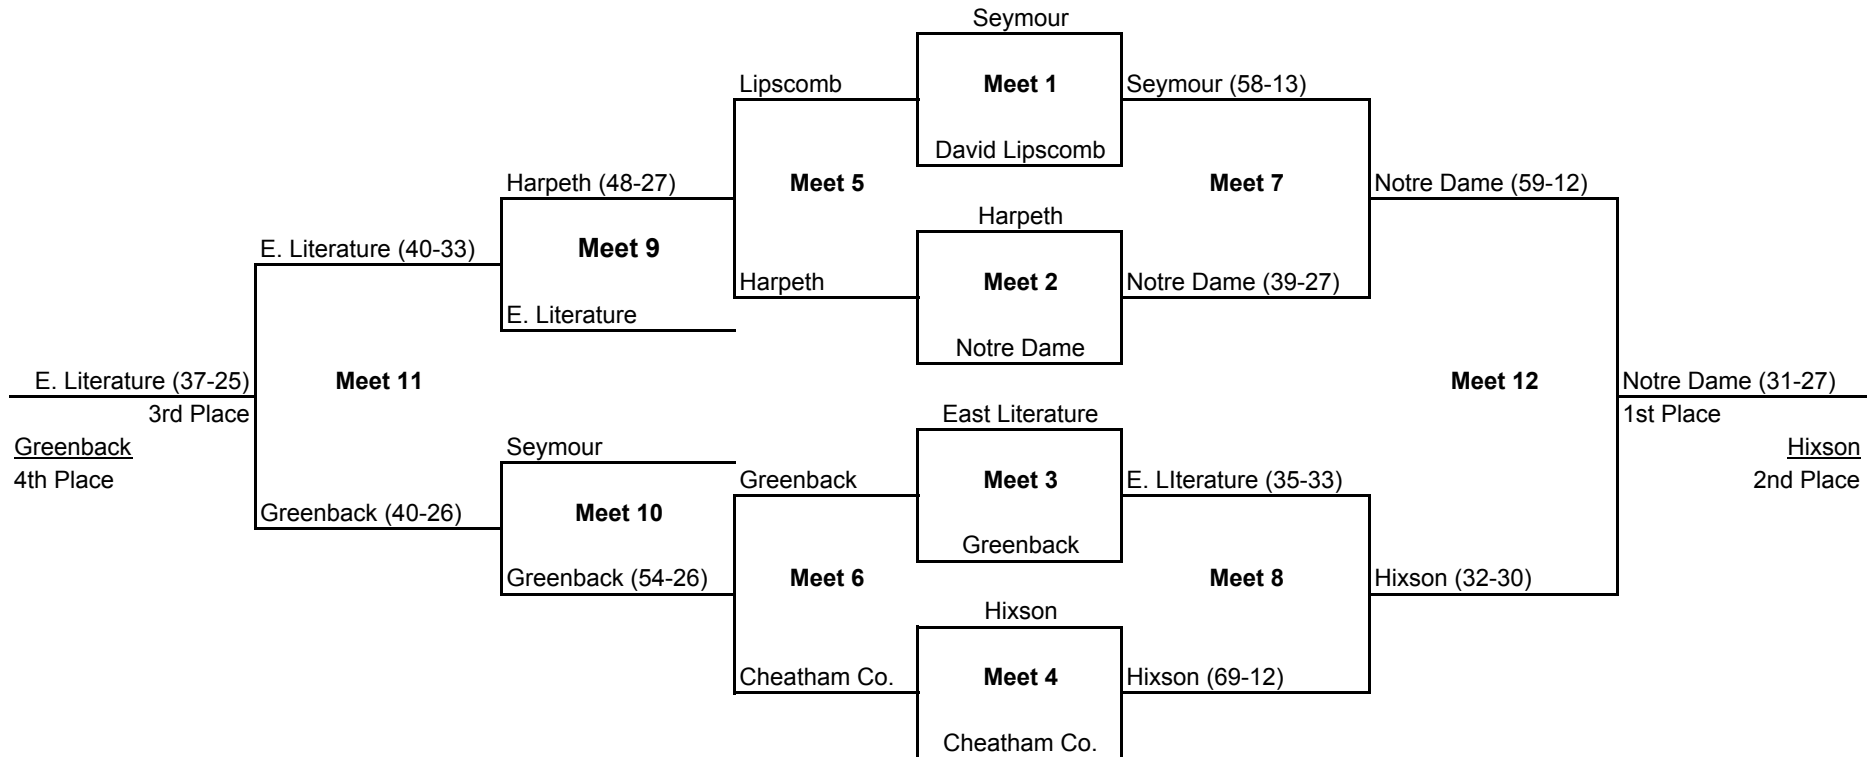 Seymour
Lipscomb Meet 1 Seymour (58-13)
David Lipscomb
Harpeth (48-27) Meet 5 Meet 7 Notre Dame (59-12)
Harpeth
E. Literature (40-33) Meet 9
Harpeth Meet 2 Notre Dame (39-27)
E. Literature
Notre Dame
E. Literature (37-25) Meet 11 Meet 12 Notre Dame (31-27)
3rd Place East Literature 1st Place
Greenback Seymour Hixson
4th Place Greenback Meet 3 E. LIterature (35-33) 2nd Place
Greenback (40-26) Meet 10
Greenback
Greenback (54-26) Meet 6 Meet 8 Hixson (32-30)
Hixson
Cheatham Co. Meet 4 Hixson (69-12)
Cheatham Co.